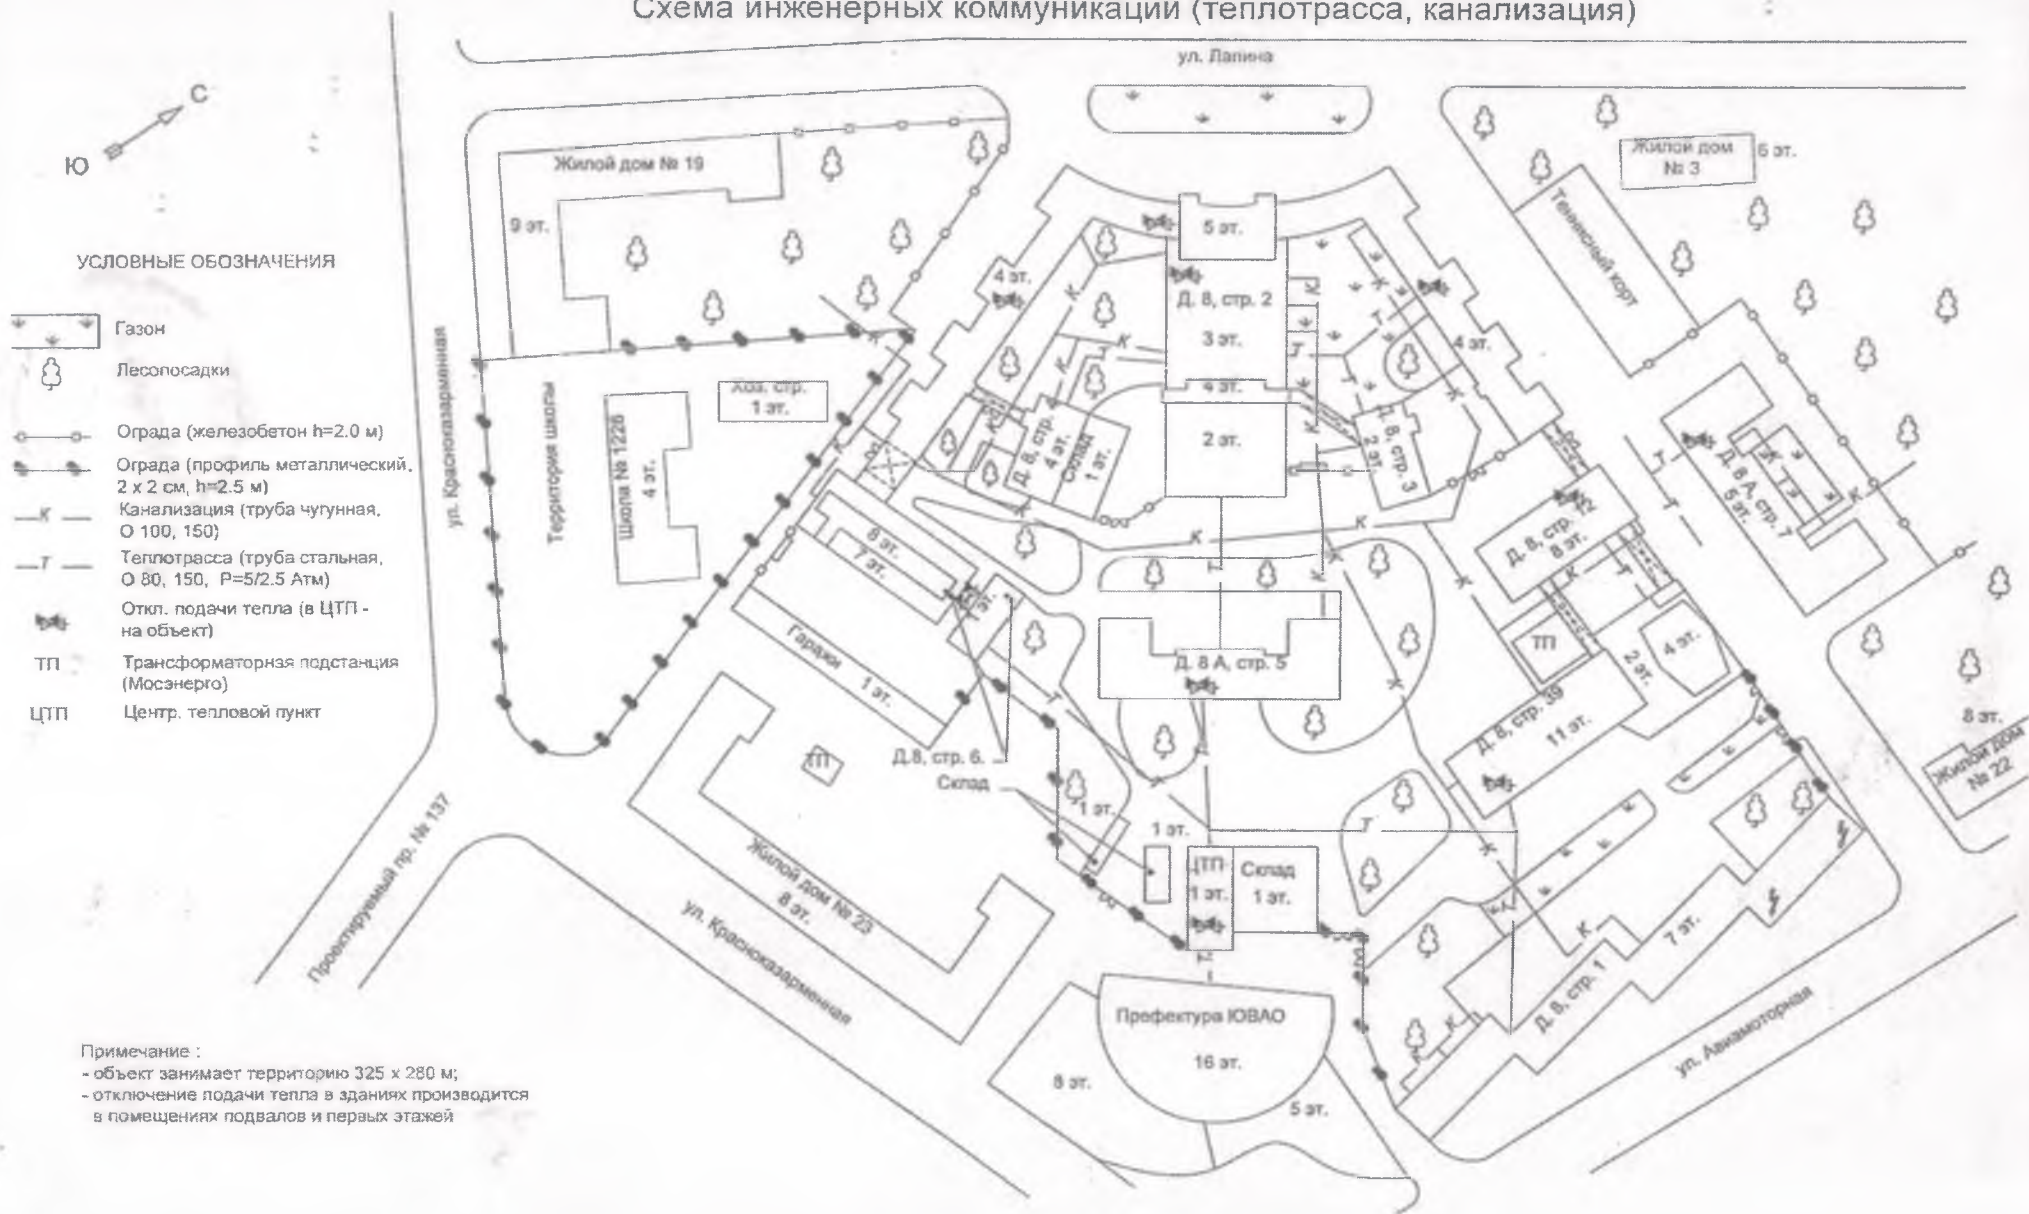 Схема инженерных коммуникаций (теплотрасса, канализация)
ул. Лапина
С
Ю
УСЛОВНЫЕ ОБОЗНАЧЕНИЯ
Газон
Лесопосадки
Ограда (железобетон h=2.0 м)
Ограда (профиль металлический,
2 x 2 см, h=2.5 м)
К
Канализация (труба чугунная,
О 100, 150)
Т
Теплотрасса (труба стальная,
О 80, 150, Р=5/2.5 Атм)
Откл. подачи тепла (в ЦТП -
на объект)
ТП
Трансформаторная подстанция
(Мосэнерго)
ЦТП
Центр. тепловой пункт
Примечание :
- объект занимает территорию 325 x 280 м;
- отключение подачи тепла в зданиях производится
в помещениях подвалов и первых этажей
Жилой дом № 19
9 эт.
ул. Красноказарменная
Территория школы
Школа № 1226
4 эт.
Хоз. стр.
1 эт.
4 эт.
5 эт.
Д. 8, стр. 2
3 эт.
4 эт.
2 эт.
4 эт.
Д. 8, стр.
4 эт.
Склад
1 эт.
Д. 8, стр. 3
2 эт.
Жилой дом
№ 3
6 эт.
Теннисный корт
Д. 8 А, стр. 7
5 эт.
Д. 8, стр. 12
8 эт.
ТП
2 эт.
4 эт.
Д. 8, стр. 39
11 эт.
8 эт.
Жилой дом
№ 22
8 эт.
7 эт.
Гаражи
1 эт.
Д.8, стр. 6.
Склад
Д. 8 А, стр. 5
ТП
Жилой дом № 23
8 эт.
1 эт.
1 эт.
ЦТП
1 эт.
Склад
1 эт.
Проектируемый пр. № 137
ул. Красноказарменная
Префектура ЮВАО
16 эт.
8 эт.
5 эт.
Д. 8, стр. 1
7 эт.
ул. Авиамоторная